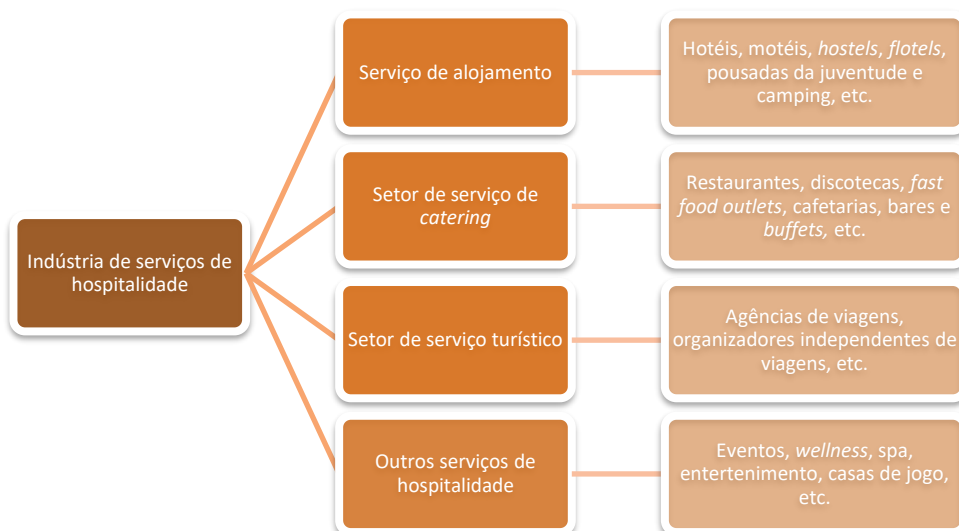 Indústria de serviços de
hospitalidade
Serviço de alojamento
Hotéis, motéis, hostels, flotels,
pousadas da juventude e
camping, etc.
Setor de serviço de
catering
Restaurantes, discotecas, fast
food outlets, cafetarias, bares e
buffets, etc.
Setor de serviço turístico
Agências de viagens,
organizadores independentes de
viagens, etc.
Outros serviços de
hospitalidade
Eventos, wellness, spa,
entertenimento, casas de jogo,
etc.